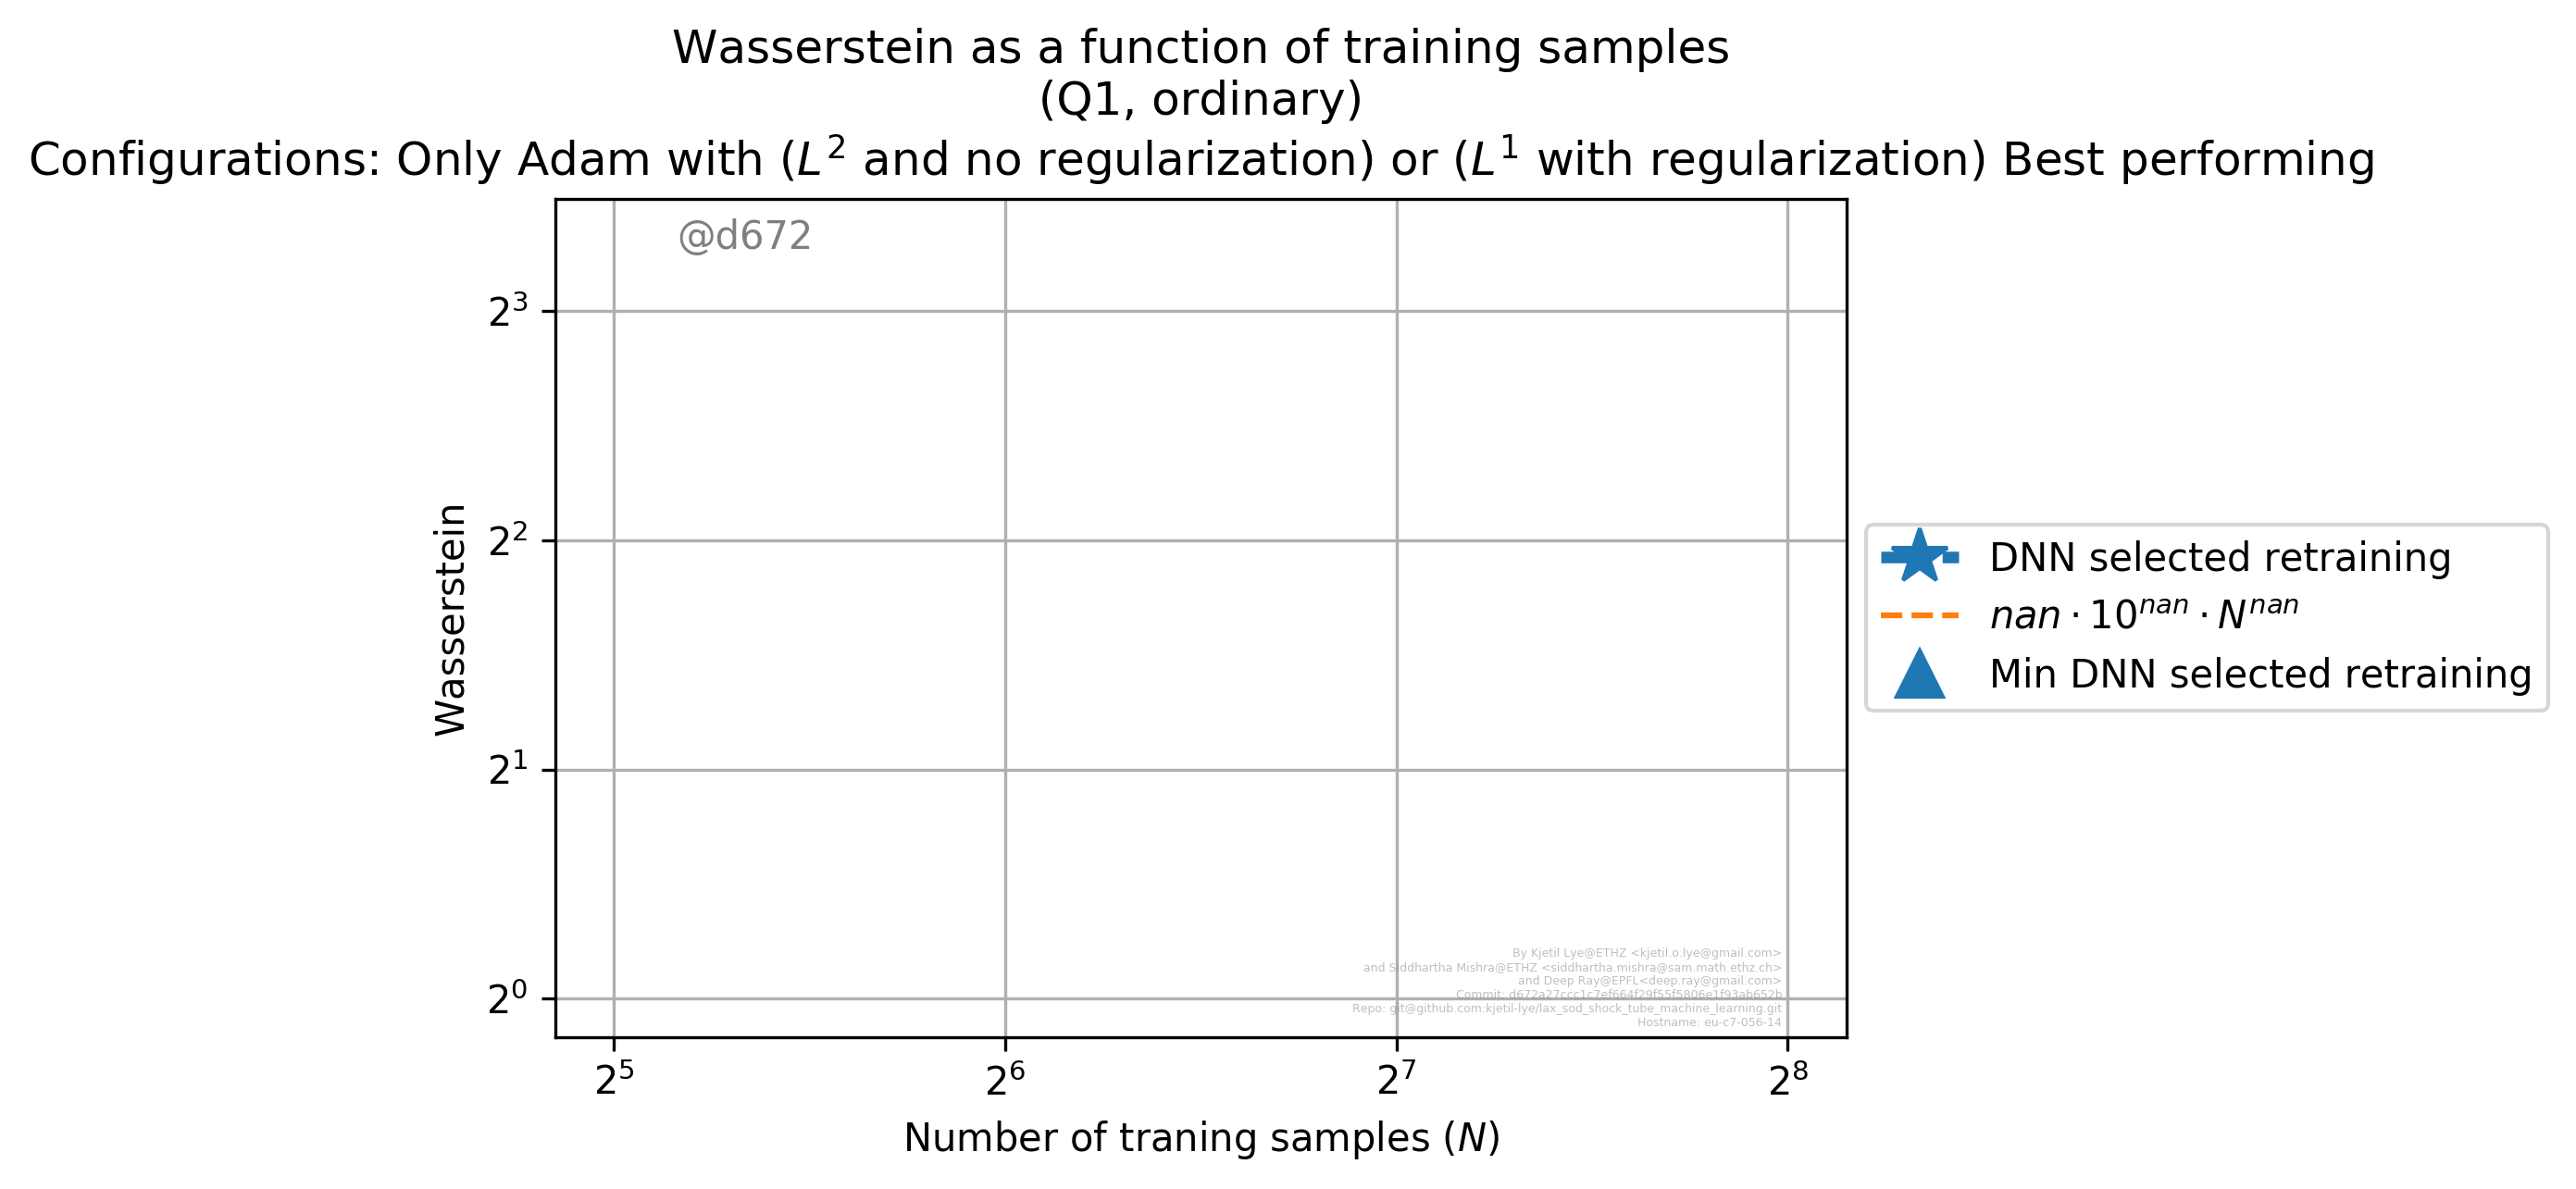 Wasserstein as a function of training samples
(Q1, ordinary)
Configurations: Only Adam with (L² and no regularization) or (L¹ with regularization) Best performing
@d672
2³
2²
2¹
2⁰
Wasserstein
By Kjetil Lye@ETHZ <kjetil.o.lye@gmail.com>
and Siddhartha Mishra@ETHZ <siddhartha.mishra@sam.math.ethz.ch>
and Deep Ray@EPFL<deep.ray@gmail.com>
Commit: d672a27ccc1c7ef664f29f55f5806e1f93ab652b
Repo: git@github.com:kjetil-lye/lax_sod_shock_tube_machine_learning.git
Hostname: eu-c7-056-14
2⁵ 2⁶ 2⁷ 2⁸
Number of traning samples (N)
DNN selected retraining
nan · 10ⁿᵃⁿ · Nⁿᵃⁿ
Min DNN selected retraining